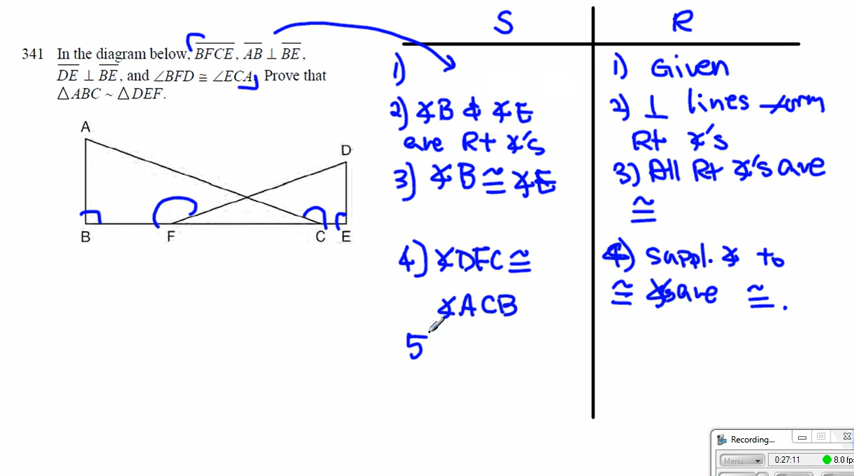 341 In the diagram below, BFCE, AB ⊥ BE,
DE ⊥ BE, and ∠BFD ≅ ∠ECA. Prove that
△ABC ~ △DEF.
A
D
B
F
C
E
S
R
1)
1) Given
2) ∡B & ∡E
are Rt ∡'s
2) ⊥ lines form
Rt ∡'s
3) ∡B ≅ ∡E
3) All Rt ∡'s are
≅
4) ∡DFC ≅
∡ACB
4) Suppl. ∡ to
≅ ∡s are ≅.
5
Recording...
Menu
0:27:11
8.0 fps